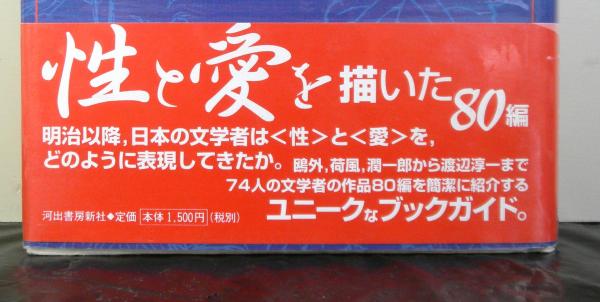 性と愛を描いた80編
明治以降,日本の文学者は<性>と<愛>を,
どのように表現してきたか。鴎外,荷風,潤一郎から渡辺淳一まで
74人の文学者の作品80編を簡潔に紹介する
ユニークなブックガイド。
河出書房新社◆定価 本体1,500円(税別)